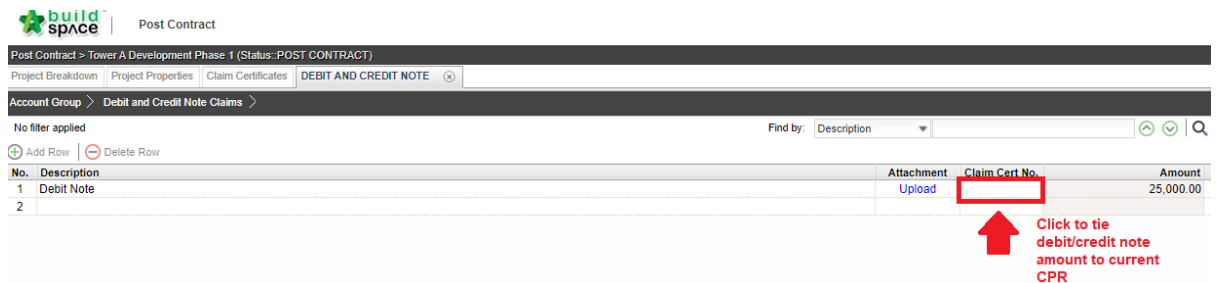 build
space
Post Contract
Post Contract > Tower A Development Phase 1 (Status::POST CONTRACT)
Project Breakdown Project Properties Claim Certificates DEBIT AND CREDIT NOTE
Account Group > Debit and Credit Note Claims >
No filter applied Find by: Description
Add Row Delete Row
No. Description Attachment Claim Cert No. Amount
1 Debit Note Upload 25,000.00
2
Click to tie
debit/credit note
amount to current
CPR